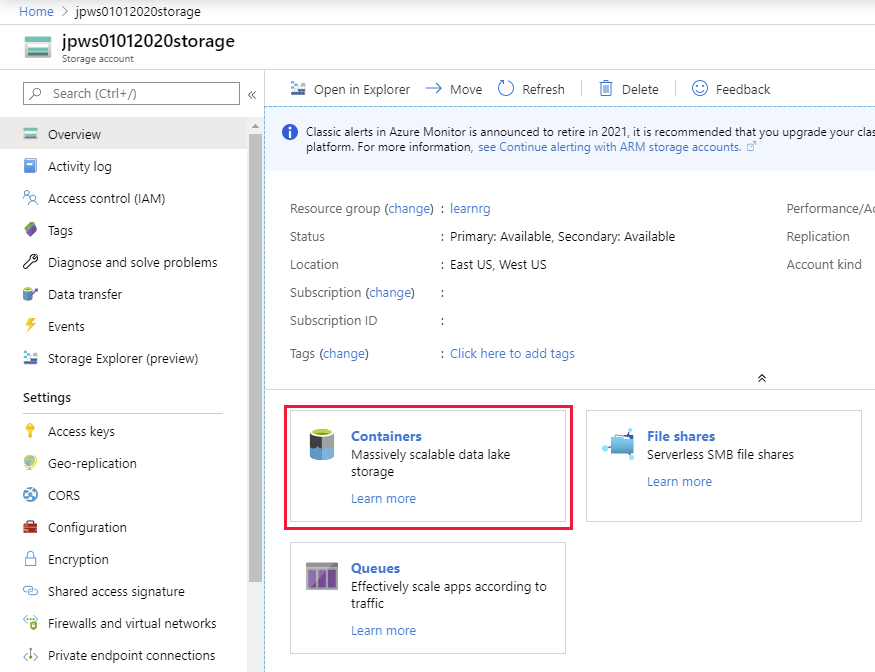 Home > jpws01012020storage
jpws01012020storage
Storage account
Search (Ctrl+/)
«
Overview
Activity log
Access control (IAM)
Tags
Diagnose and solve problems
Data transfer
Events
Storage Explorer (preview)
Settings
Access keys
Geo-replication
CORS
Configuration
Encryption
Shared access signature
Firewalls and virtual networks
Private endpoint connections
Open in Explorer Move Refresh Delete Feedback
Classic alerts in Azure Monitor is announced to retire in 2021, it is recommended that you upgrade your clas
platform. For more information, see Continue alerting with ARM storage accounts.
Resource group (change) : learnrg
Performance/Ac
Status : Primary: Available, Secondary: Available
Replication
Location : East US, West US
Account kind
Subscription (change) :
Subscription ID :
Tags (change) : Click here to add tags
Containers
Massively scalable data lake
storage
Learn more
File shares
Serverless SMB file shares
Learn more
Queues
Effectively scale apps according to
traffic
Learn more